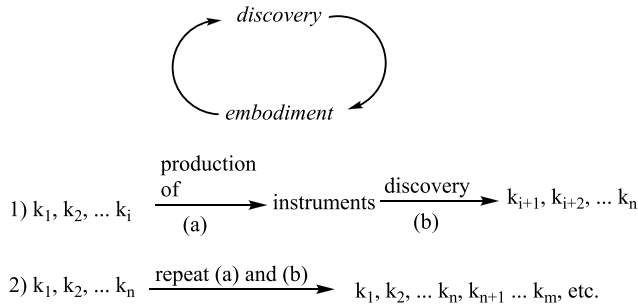 discovery
embodiment
production
of
1) k₁, k₂, ... kᵢ (a) instruments discovery (b) kᵢ₊₁, kᵢ₊₂, ... kₙ
2) k₁, k₂, ... kₙ repeat (a) and (b) k₁, k₂, ... kₙ, kₙ₊₁ ... kₘ, etc.